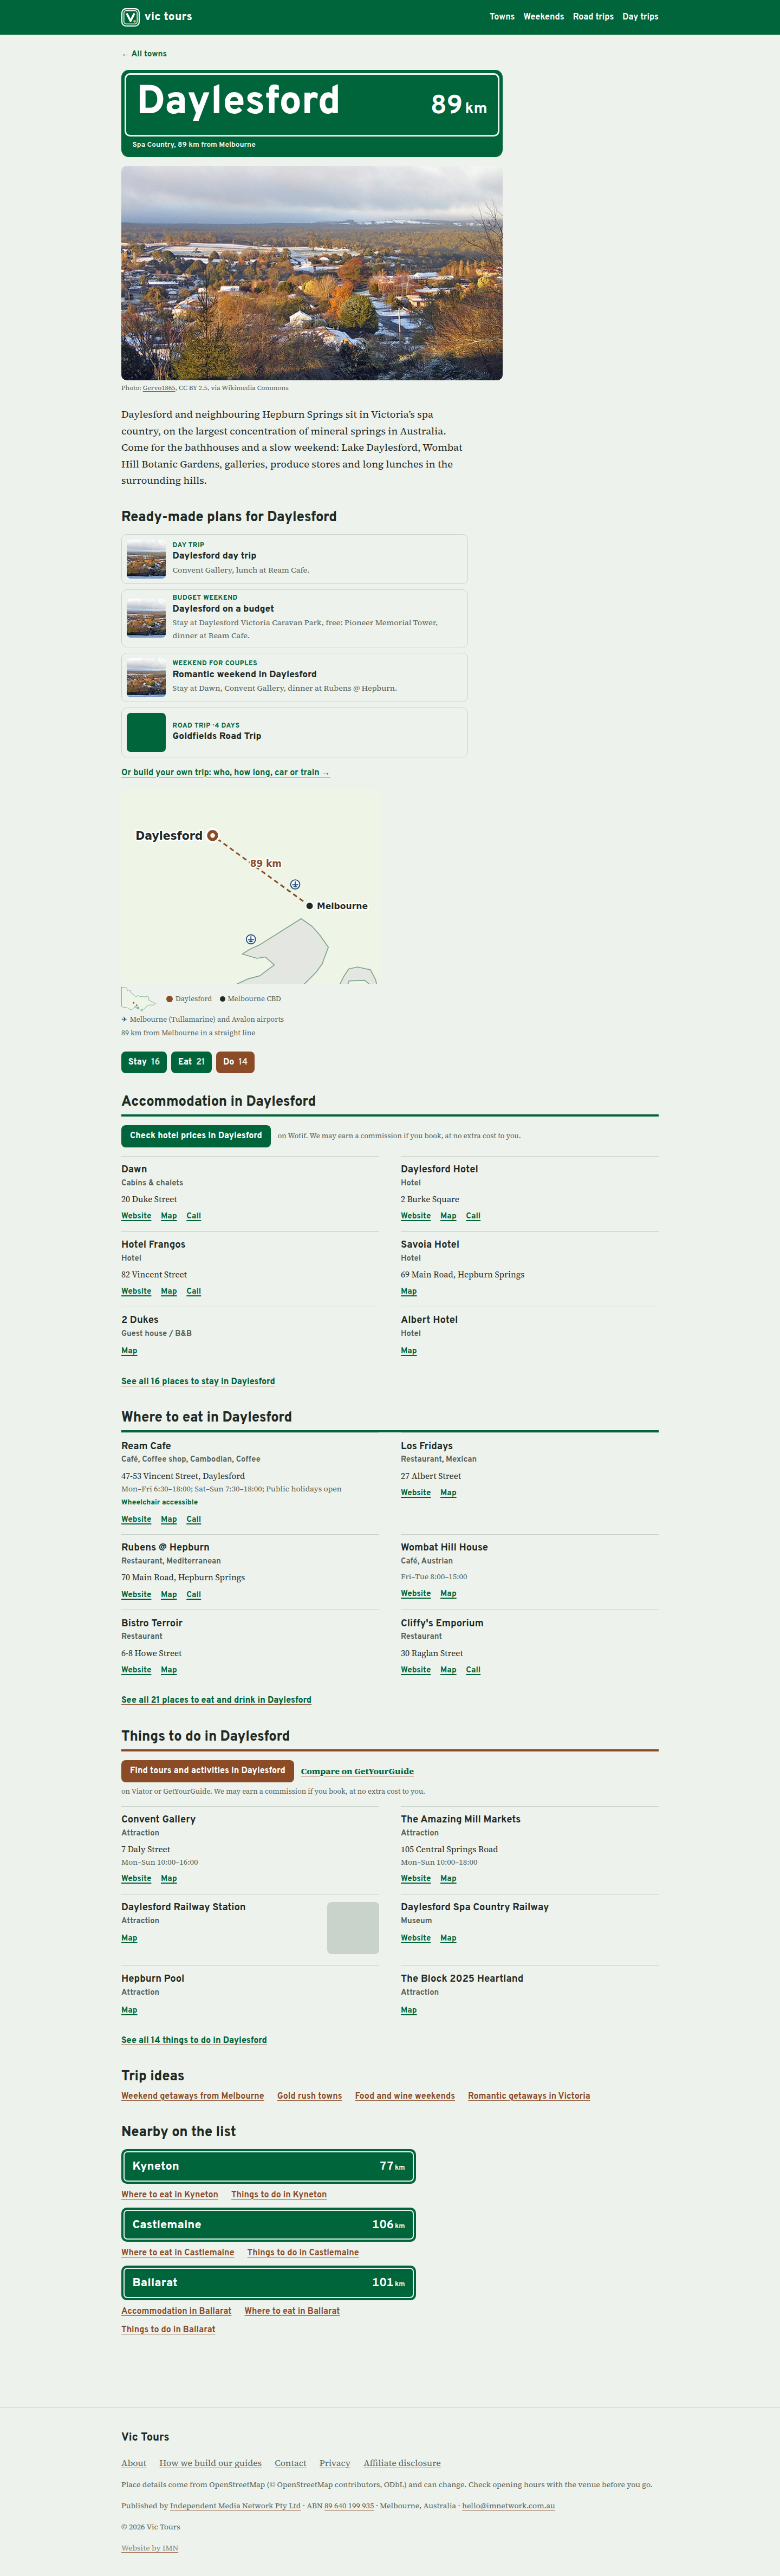 vic tours
Towns Weekends Road trips Day trips
← All towns
Daylesford 89 km
Spa Country, 89 km from Melbourne
Photo: Gervo1865, CC BY 2.5, via Wikimedia Commons
Daylesford and neighbouring Hepburn Springs sit in Victoria's spa
country, on the largest concentration of mineral springs in Australia.
Come for the bathhouses and a slow weekend: Lake Daylesford, Wombat
Hill Botanic Gardens, galleries, produce stores and long lunches in the
surrounding hills.
Ready-made plans for Daylesford
DAY TRIP
Daylesford day trip
Convent Gallery, lunch at Ream Cafe.
BUDGET WEEKEND
Daylesford on a budget
Stay at Daylesford Victoria Caravan Park, free: Pioneer Memorial Tower,
dinner at Ream Cafe.
WEEKEND FOR COUPLES
Romantic weekend in Daylesford
Stay at Dawn, Convent Gallery, dinner at Rubens @ Hepburn.
ROAD TRIP · 4 DAYS
Goldfields Road Trip
Or build your own trip: who, how long, car or train →
Daylesford
89 km
Melbourne
Daylesford Melbourne CBD
✈ Melbourne (Tullamarine) and Avalon airports
89 km from Melbourne in a straight line
Stay 16 Eat 21 Do 14
Accommodation in Daylesford
Check hotel prices in Daylesford on Wotif. We may earn a commission if you book, at no extra cost to you.
Dawn
Cabins & chalets
20 Duke Street
Website Map Call
Daylesford Hotel
Hotel
2 Burke Square
Website Map Call
Hotel Frangos
Hotel
82 Vincent Street
Website Map Call
Savoia Hotel
Hotel
69 Main Road, Hepburn Springs
Map
2 Dukes
Guest house / B&B
Map
Albert Hotel
Hotel
Map
See all 16 places to stay in Daylesford
Where to eat in Daylesford
Ream Cafe
Café, Coffee shop, Cambodian, Coffee
47-53 Vincent Street, Daylesford
Mon–Fri 6:30–18:00; Sat–Sun 7:30–18:00; Public holidays open
Wheelchair accessible
Website Map Call
Los Fridays
Restaurant, Mexican
27 Albert Street
Website Map
Rubens @ Hepburn
Restaurant, Mediterranean
70 Main Road, Hepburn Springs
Website Map Call
Wombat Hill House
Café, Austrian
Fri–Tue 8:00–15:00
Website Map
Bistro Terroir
Restaurant
6-8 Howe Street
Website Map
Cliffy's Emporium
Restaurant
30 Raglan Street
Website Map Call
See all 21 places to eat and drink in Daylesford
Things to do in Daylesford
Find tours and activities in Daylesford Compare on GetYourGuide
on Viator or GetYourGuide. We may earn a commission if you book, at no extra cost to you.
Convent Gallery
Attraction
7 Daly Street
Mon–Sun 10:00–16:00
Website Map
The Amazing Mill Markets
Attraction
105 Central Springs Road
Mon–Sun 10:00–18:00
Website Map
Daylesford Railway Station
Attraction
Map
Daylesford Spa Country Railway
Museum
Website Map
Hepburn Pool
Attraction
Map
The Block 2025 Heartland
Attraction
Map
See all 14 things to do in Daylesford
Trip ideas
Weekend getaways from Melbourne Gold rush towns Food and wine weekends Romantic getaways in Victoria
Nearby on the list
Kyneton 77 km
Where to eat in Kyneton Things to do in Kyneton
Castlemaine 106 km
Where to eat in Castlemaine Things to do in Castlemaine
Ballarat 101 km
Accommodation in Ballarat Where to eat in Ballarat
Things to do in Ballarat
Vic Tours
About How we build our guides Contact Privacy Affiliate disclosure
Place details come from OpenStreetMap (© OpenStreetMap contributors, ODbL) and can change. Check opening hours with the venue before you go.
Published by Independent Media Network Pty Ltd · ABN 89 640 199 935 · Melbourne, Australia · hello@imnetwork.com.au
© 2026 Vic Tours
Website by IMN